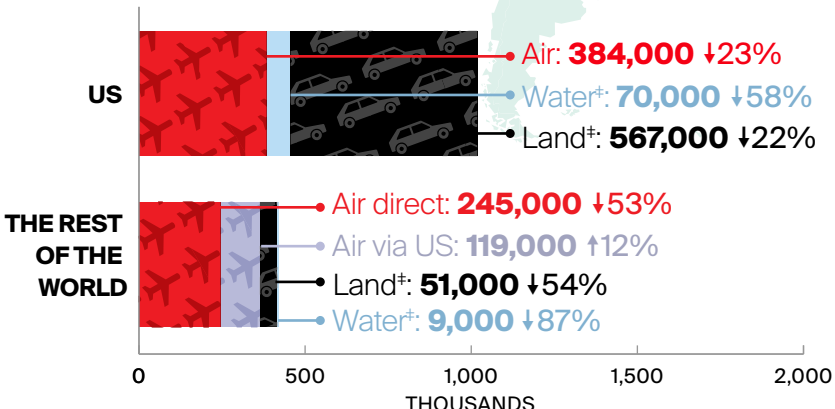 US
Air: 384,000 ↓23%
Water‡: 70,000 ↓58%
Land‡: 567,000 ↓22%
THE REST
OF THE
WORLD
Air direct: 245,000 ↓53%
Air via US: 119,000 ↑12%
Land‡: 51,000 ↓54%
Water‡: 9,000 ↓87%
0 500 1,000 1,500 2,000
THOUSANDS